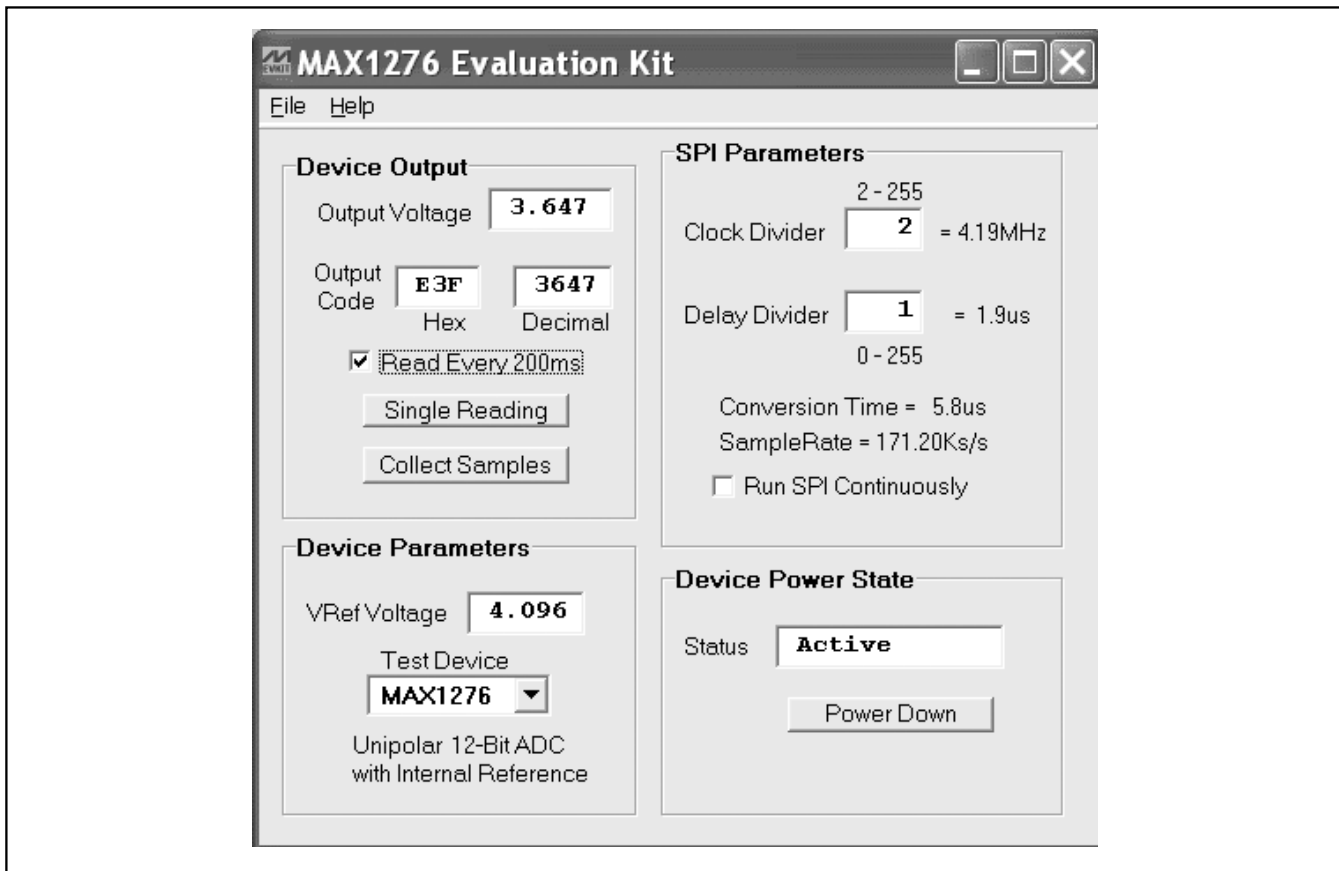 MAX1276 Evaluation Kit
File Help
Device Output
Output Voltage 3.647
Output Code E3F 3647
Hex Decimal
Read Every 200ms
Single Reading
Collect Samples
Device Parameters
VRef Voltage 4.096
Test Device
MAX1276
Unipolar 12-Bit ADC
with Internal Reference
SPI Parameters
2 - 255
Clock Divider 2 = 4.19MHz
Delay Divider 1 = 1.9us
0 - 255
Conversion Time = 5.8us
SampleRate = 171.20Ks/s
Run SPI Continuously
Device Power State
Status Active
Power Down